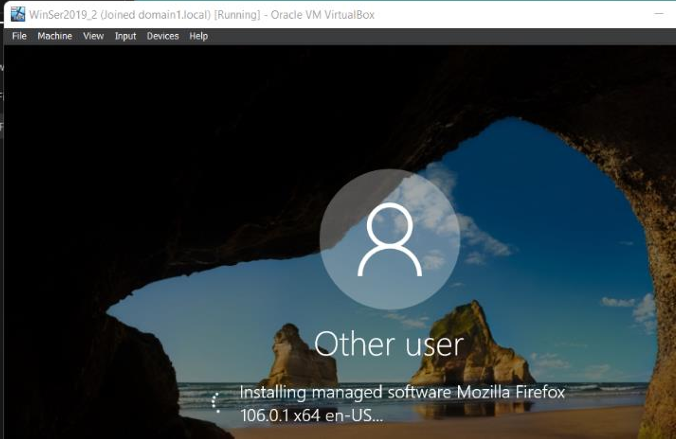 WinSer2019_2 (Joined domain1.local) [Running] - Oracle VM VirtualBox
File Machine View Input Devices Help
Other user
Installing managed software Mozilla Firefox
106.0.1 x64 en-US...